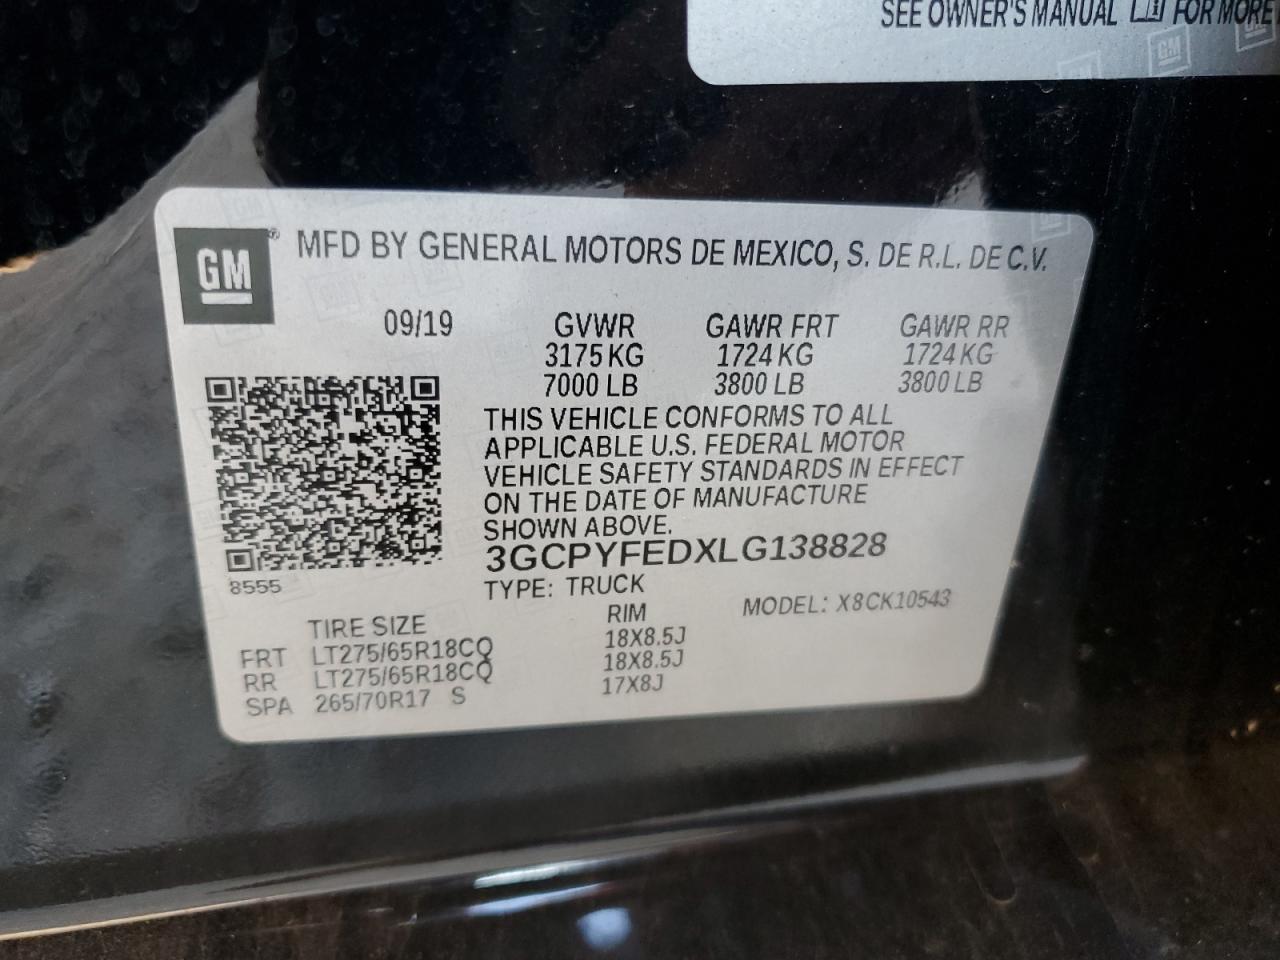 SEE OWNER'S MANUAL FOR MORE
GM ® MFD BY GENERAL MOTORS DE MEXICO, S. DE R.L. DE C.V.
09/19 GVWR GAWR FRT GAWR RR
3175 KG 1724 KG 1724 KG
7000 LB 3800 LB 3800 LB
THIS VEHICLE CONFORMS TO ALL
APPLICABLE U.S. FEDERAL MOTOR
VEHICLE SAFETY STANDARDS IN EFFECT
ON THE DATE OF MANUFACTURE
SHOWN ABOVE.
3GCPYFEDXLG138828
8555 TYPE: TRUCK
MODEL: X8CK10543
TIRE SIZE RIM
FRT LT275/65R18CQ 18X8.5J
RR LT275/65R18CQ 18X8.5J
SPA 265/70R17 S 17X8J